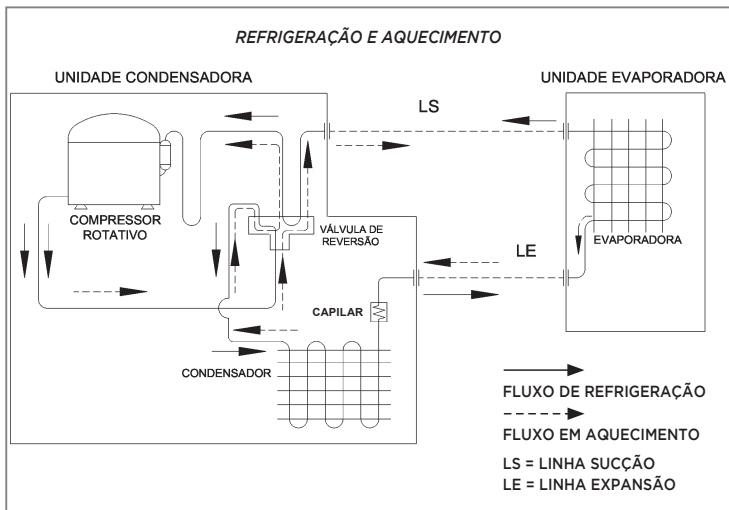 REFRIGERAÇÃO E AQUECIMENTO
UNIDADE CONDENSADORA
UNIDADE EVAPORADORA
LS
COMPRESSOR
ROTATIVO
VÁLVULA DE
REVERSÃO
EVAPORADORA
LE
CAPILAR
CONDENSADOR
FLUXO DE REFRIGERAÇÃO
FLUXO EM AQUECIMENTO
LS = LINHA SUCÇÃO
LE = LINHA EXPANSÃO